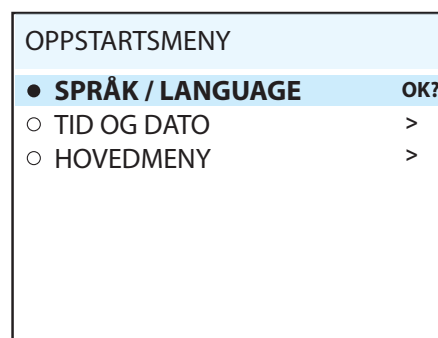 OPPSTARTSMENY
● SPRÅK / LANGUAGE OK?
○ TID OG DATO >
○ HOVEDMENY >